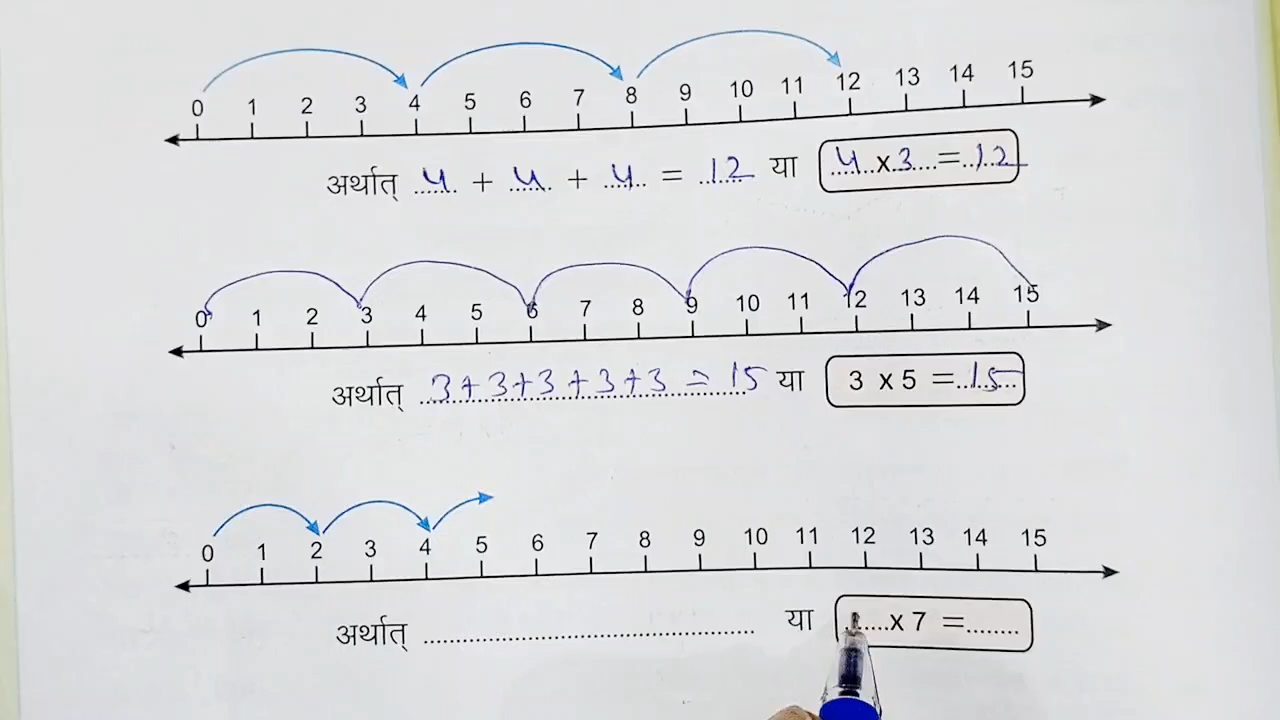 0 1 2 3 4 5 6 7 8 9 10 11 12 13 14 15
अर्थात् 4 + 4 + 4 = 12 या 4 x 3 = 12
0 1 2 3 4 5 6 7 8 9 10 11 12 13 14 15
अर्थात् 3+3+3+3+3 = 15 या 3 x 5 = 15
0 1 2 3 4 5 6 7 8 9 10 11 12 13 14 15
अर्थात् .................................. या ......x 7 =........